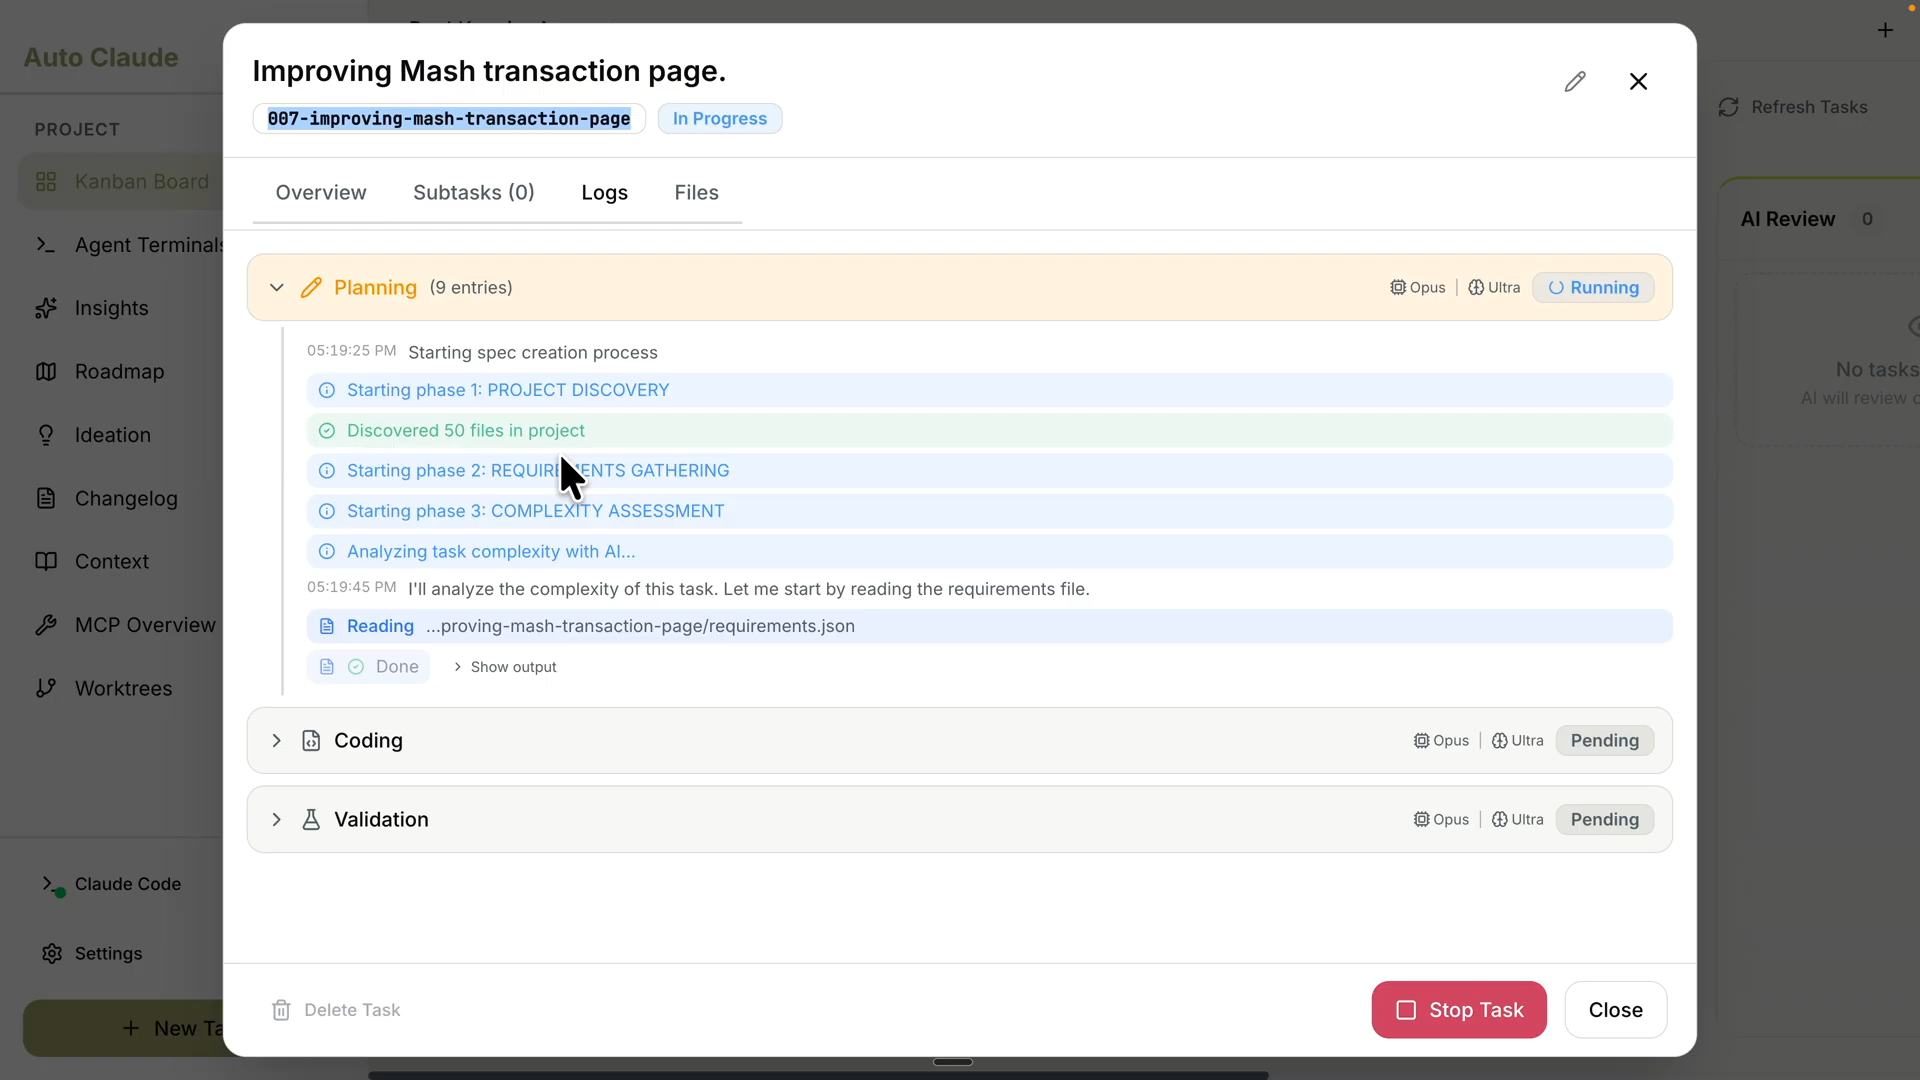 Auto Claude
PROJECT
Kanban Board
Agent Terminals
Insights
Roadmap
Ideation
Changelog
Context
MCP Overview
Worktrees
Claude Code
Settings
+ New Ta
Improving Mash transaction page.
007-improving-mash-transaction-page In Progress
Overview Subtasks (0) Logs Files
Planning (9 entries) Opus | Ultra Running
05:19:25 PM Starting spec creation process
Starting phase 1: PROJECT DISCOVERY
Discovered 50 files in project
Starting phase 2: REQUIREMENTS GATHERING
Starting phase 3: COMPLEXITY ASSESSMENT
Analyzing task complexity with AI...
05:19:45 PM I'll analyze the complexity of this task. Let me start by reading the requirements file.
Reading ...proving-mash-transaction-page/requirements.json
Done > Show output
Coding Opus | Ultra Pending
Validation Opus | Ultra Pending
Delete Task Stop Task Close
Refresh Tasks
AI Review 0
No tasks
AI will review